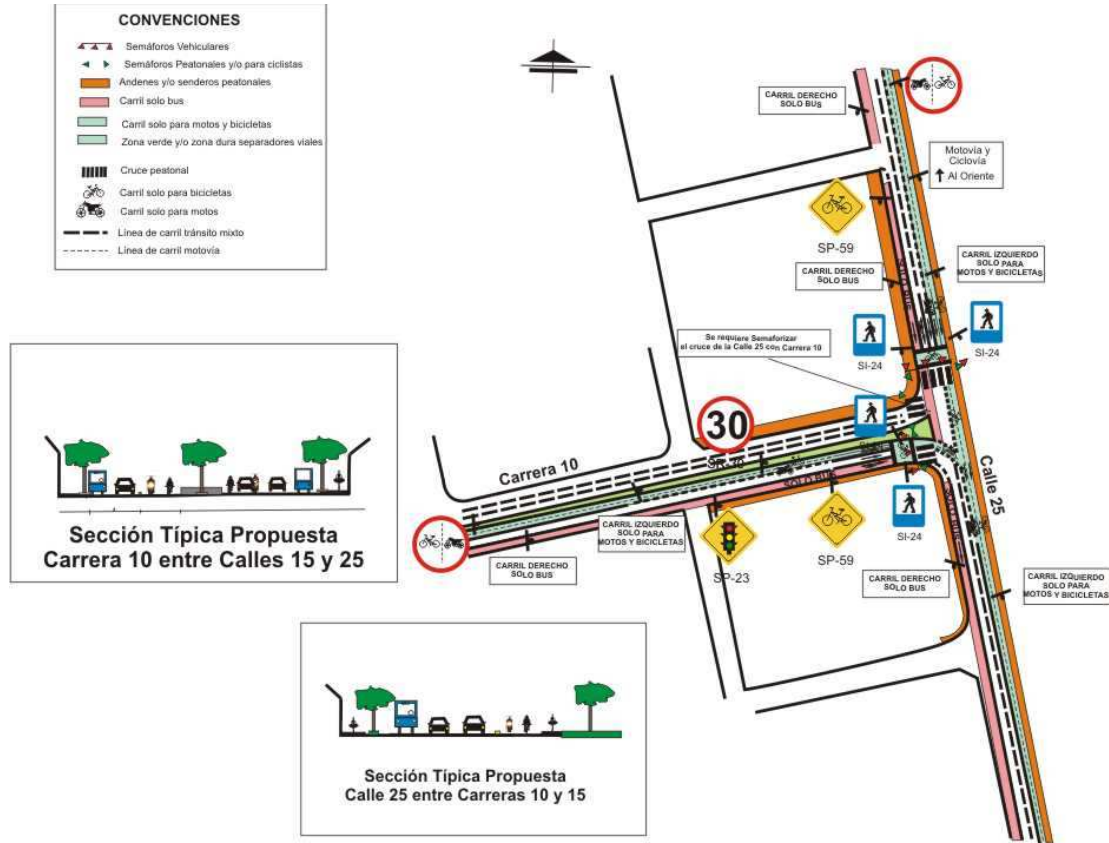 CONVENCIONES
Semáforos Vehiculares
Semáforos Peatonales y/o para ciclistas
Andenes y/o senderos peatonales
Carril solo bus
Carril solo para motos y bicicletas
Zona verde y/o zona dura separadores viales
Cruce peatonal
Carril solo para bicicletas
Carril solo para motos
Línea de carril tránsito mixto
Línea de carril motovía
CARRIL DERECHO
SOLO BUS
Motovía y
Ciclovía
Al Oriente
SP-59
CARRIL DERECHO
SOLO BUS
CARRIL IZQUIERDO
SOLO PARA
MOTOS Y BICICLETAS
SOLO BUS
SI-24
SI-24
Se requiere Semaforizar
el cruce de la Calle 25 con Carrera 10
30
Carrera 10
Calle 25
SOLO BUS
SOLO BUS
CARRIL IZQUIERDO
SOLO PARA
MOTOS Y BICICLETAS
CARRIL DERECHO
SOLO BUS
SP-23
SP-59
SI-24
CARRIL DERECHO
SOLO BUS
CARRIL IZQUIERDO
SOLO PARA
MOTOS Y BICICLETAS
Sección Típica Propuesta
Carrera 10 entre Calles 15 y 25
Sección Típica Propuesta
Calle 25 entre Carreras 10 y 15